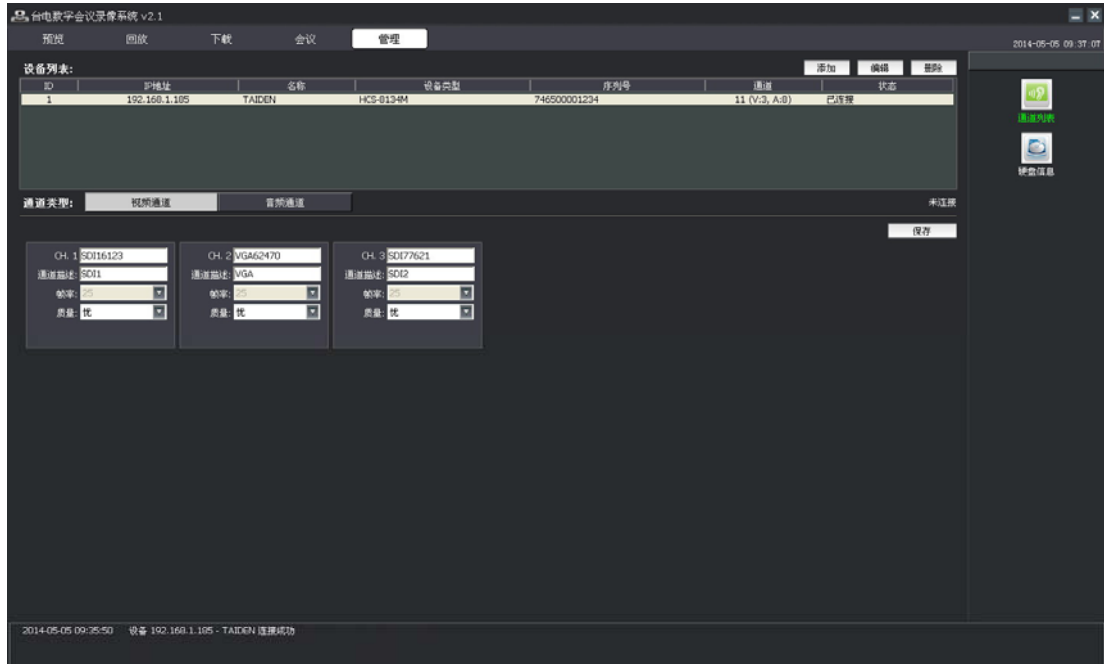 台电数字会议录像系统 v2.1
预览 回放 下载 会议 管理
2014-05-05 09:37:07
设备列表: 添加 编辑 删除
ID IP地址 名称 设备类型 序列号 通道 状态
1 192.168.1.185 TAIDEN HCS-8134M 746500001234 11 (V:3, A:8) 已连接
通道列表
硬盘信息
通道类型: 视频通道 音频通道 未连接
保存
CH. 1 SDI16123 CH. 2 VGA62470 CH. 3 SDI77621
通道描述: SDI1 通道描述: VGA 通道描述: SDI2
帧率: 25 帧率: 25 帧率: 25
质量: 优 质量: 优 质量: 优
2014-05-05 09:35:50 设备 192.168.1.185 - TAIDEN 连接成功